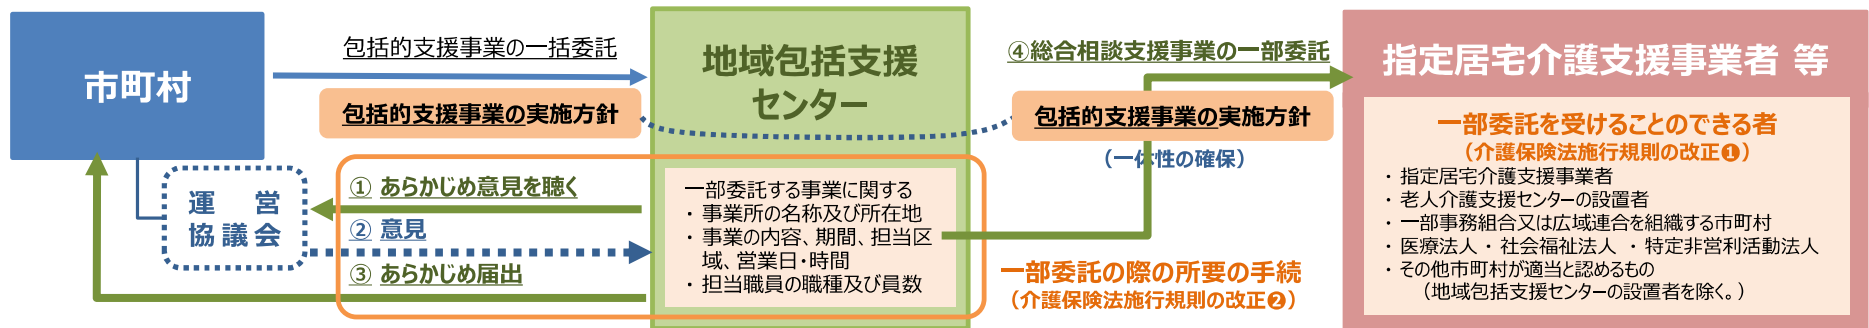 市町村
運　営
協議会
包括的支援事業の一括委託
包括的支援事業の実施方針
① あらかじめ意見を聴く
② 意見
③ あらかじめ届出
地域包括支援
センター
一部委託する事業に関する
・ 事業所の名称及び所在地
・ 事業の内容、期間、担当区
域、営業日・時間
・ 担当職員の職種及び員数
④総合相談支援事業の一部委託
包括的支援事業の実施方針
（一体性の確保）
一部委託の際の所要の手続
（介護保険法施行規則の改正❷）
指定居宅介護支援事業者 等
一部委託を受けることのできる者
（介護保険法施行規則の改正❶）
・ 指定居宅介護支援事業者
・ 老人介護支援センターの設置者
・ 一部事務組合又は広域連合を組織する市町村
・ 医療法人 ・ 社会福祉法人 ・ 特定非営利活動法人
・ その他市町村が適当と認めるもの
（地域包括支援センターの設置者を除く。）